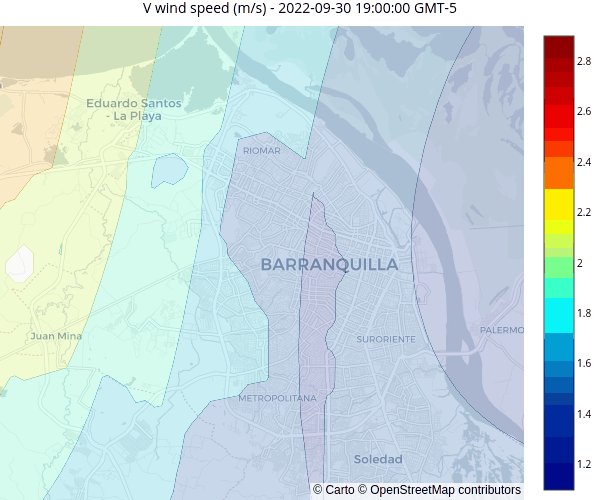 V wind speed (m/s) - 2022-09-30 19:00:00 GMT-5
Eduardo Santos
- La Playa
RIOMAR
BARRANQUILLA
Juan Mina
SURORIENTE
PALERMO
METROPOLITANA
Soledad
© Carto © OpenStreetMap contributors
2.8
2.6
2.4
2.2
2
1.8
1.6
1.4
1.2